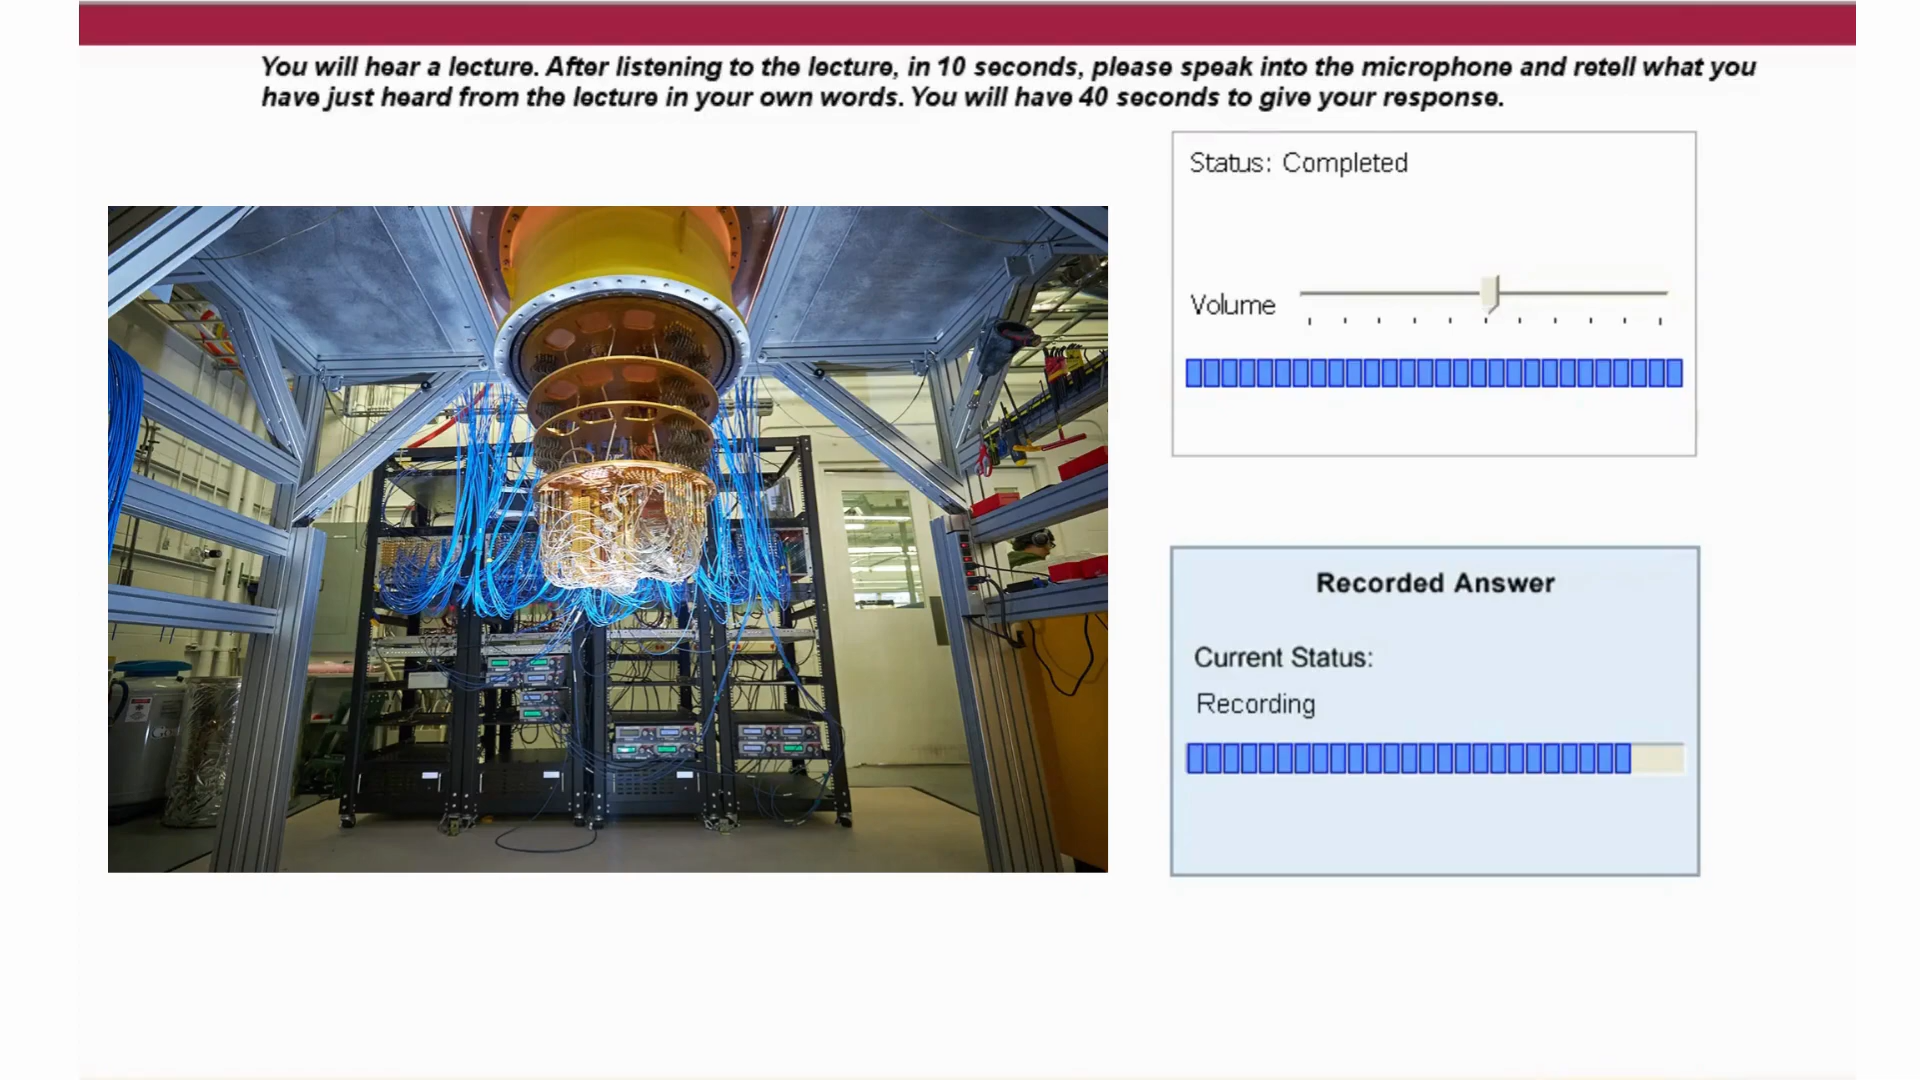 You will hear a lecture. After listening to the lecture, in 10 seconds, please speak into the microphone and retell what you
have just heard from the lecture in your own words. You will have 40 seconds to give your response.
Status: Completed
Volume
Recorded Answer
Current Status:
Recording